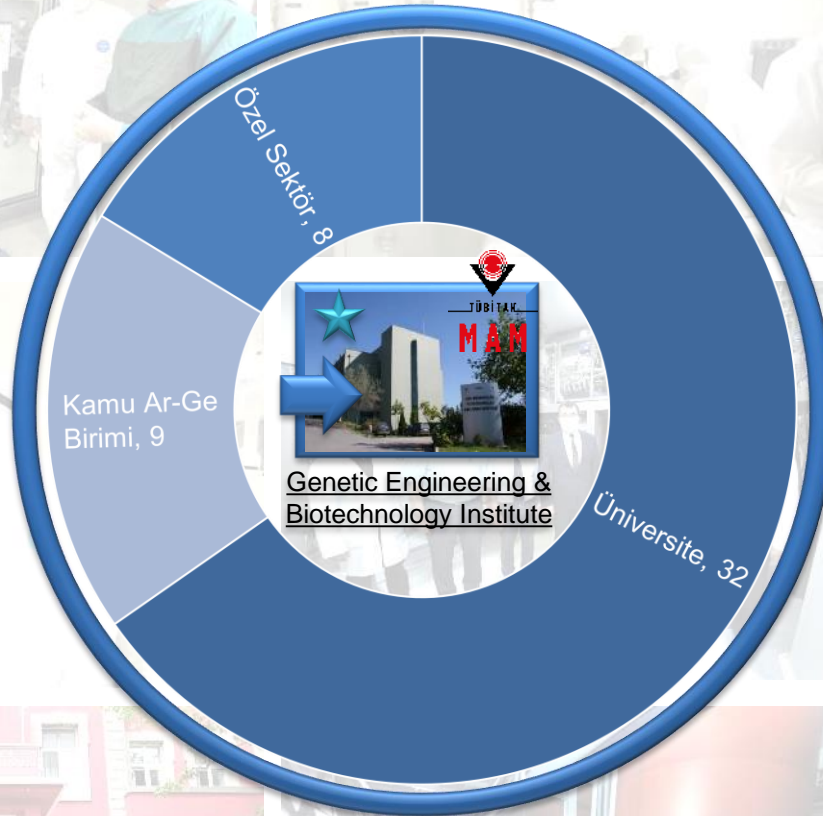 Özel Sektör, 8
TÜBİTAK
MAM
Kamu Ar-Ge
Birimi, 9
Genetic Engineering &
Biotechnology Institute
Üniversite, 32